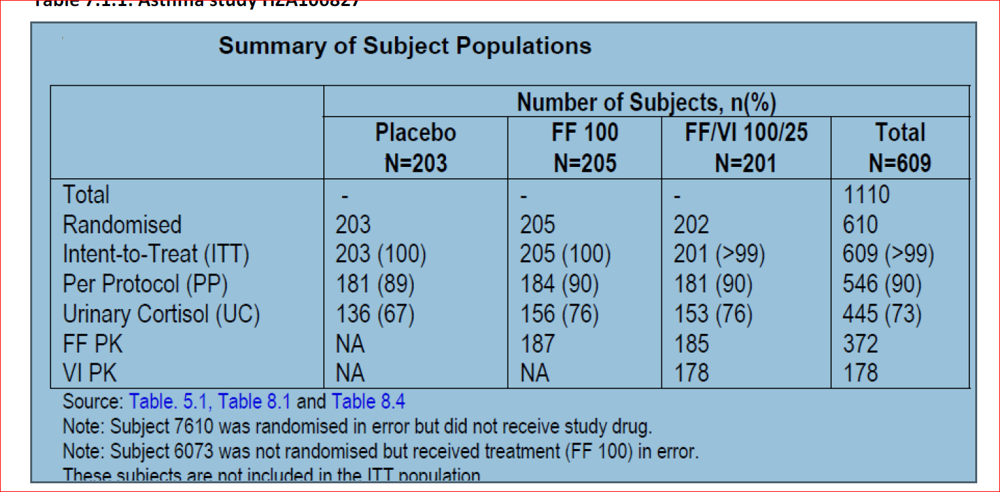 Table 7.1.1. Asthma study HZA106827
Summary of Subject Populations
Number of Subjects, n(%)
Placebo FF 100 FF/VI 100/25 Total
N=203 N=205 N=201 N=609
Total - - - 1110
Randomised 203 205 202 610
Intent-to-Treat (ITT) 203 (100) 205 (100) 201 (>99) 609 (>99)
Per Protocol (PP) 181 (89) 184 (90) 181 (90) 546 (90)
Urinary Cortisol (UC) 136 (67) 156 (76) 153 (76) 445 (73)
FF PK NA 187 185 372
VI PK NA NA 178 178
Source: Table. 5.1, Table 8.1 and Table 8.4
Note: Subject 7610 was randomised in error but did not receive study drug.
Note: Subject 6073 was not randomised but received treatment (FF 100) in error.
These subjects are not included in the ITT population